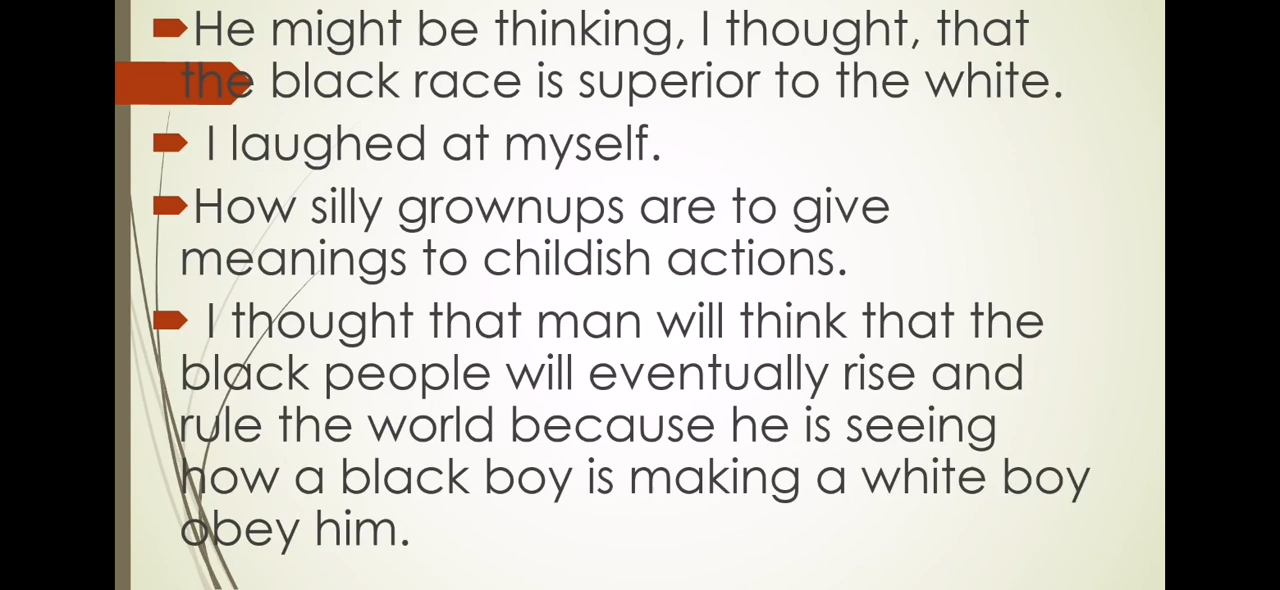 He might be thinking, I thought, that
the black race is superior to the white.
I laughed at myself.
How silly grownups are to give
meanings to childish actions.
I thought that man will think that the
black people will eventually rise and
rule the world because he is seeing
how a black boy is making a white boy
obey him.